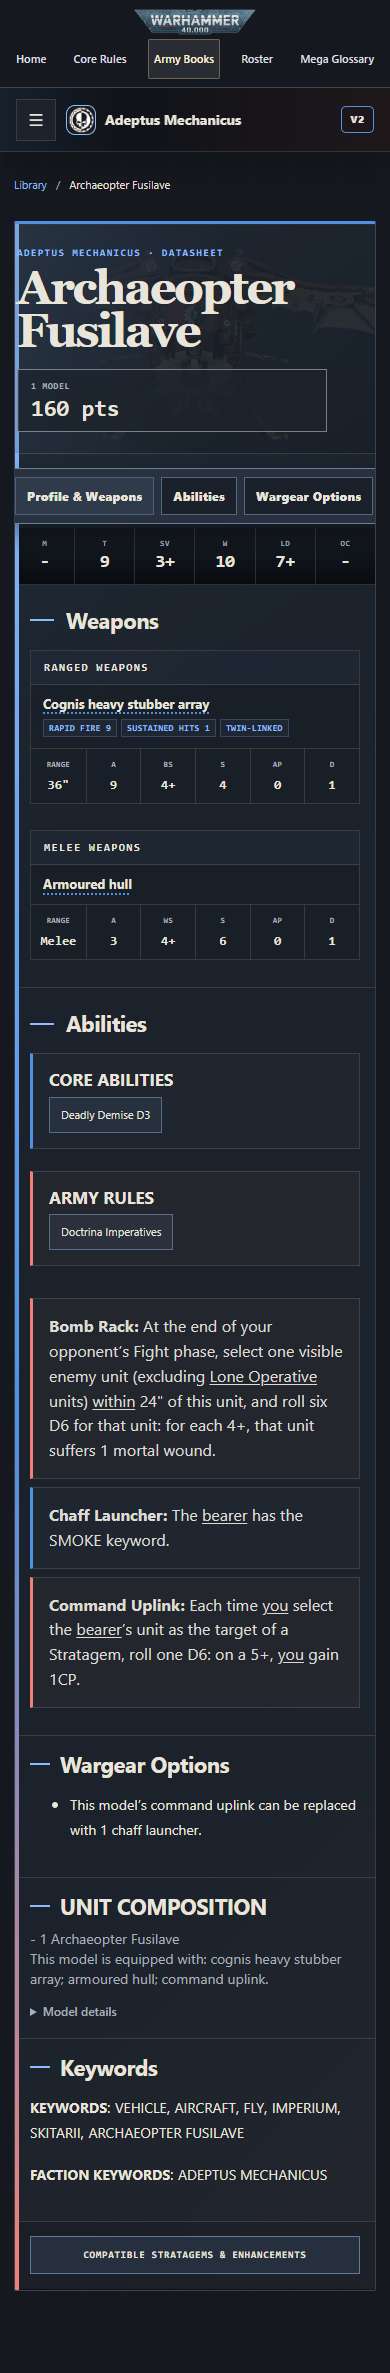 WARHAMMER
40,000
Home Core Rules Army Books Roster Mega Glossary
☰ Adeptus Mechanicus V2
Library / Archaeopter Fusilave
ADEPTUS MECHANICUS · DATASHEET
Archaeopter
Fusilave
1 MODEL
160 pts
Profile & Weapons Abilities Wargear Options
M T SV W LD OC
- 9 3+ 10 7+ -
Weapons
RANGED WEAPONS
Cognis heavy stubber array
RAPID FIRE 9 SUSTAINED HITS 1 TWIN-LINKED
RANGE A BS S AP D
36" 9 4+ 4 0 1
MELEE WEAPONS
Armoured hull
RANGE A WS S AP D
Melee 3 4+ 6 0 1
Abilities
CORE ABILITIES
Deadly Demise D3
ARMY RULES
Doctrina Imperatives
Bomb Rack: At the end of your
opponent’s Fight phase, select one visible
enemy unit (excluding Lone Operative
units) within 24" of this unit, and roll six
D6 for that unit: for each 4+, that unit
suffers 1 mortal wound.
Chaff Launcher: The bearer has the
SMOKE keyword.
Command Uplink: Each time you select
the bearer’s unit as the target of a
Stratagem, roll one D6: on a 5+, you gain
1CP.
Wargear Options
• This model’s command uplink can be replaced
with 1 chaff launcher.
UNIT COMPOSITION
- 1 Archaeopter Fusilave
This model is equipped with: cognis heavy stubber
array; armoured hull; command uplink.
▶ Model details
Keywords
KEYWORDS: VEHICLE, AIRCRAFT, FLY, IMPERIUM,
SKITARII, ARCHAEOPTER FUSILAVE
FACTION KEYWORDS: ADEPTUS MECHANICUS
COMPATIBLE STRATAGEMS & ENHANCEMENTS